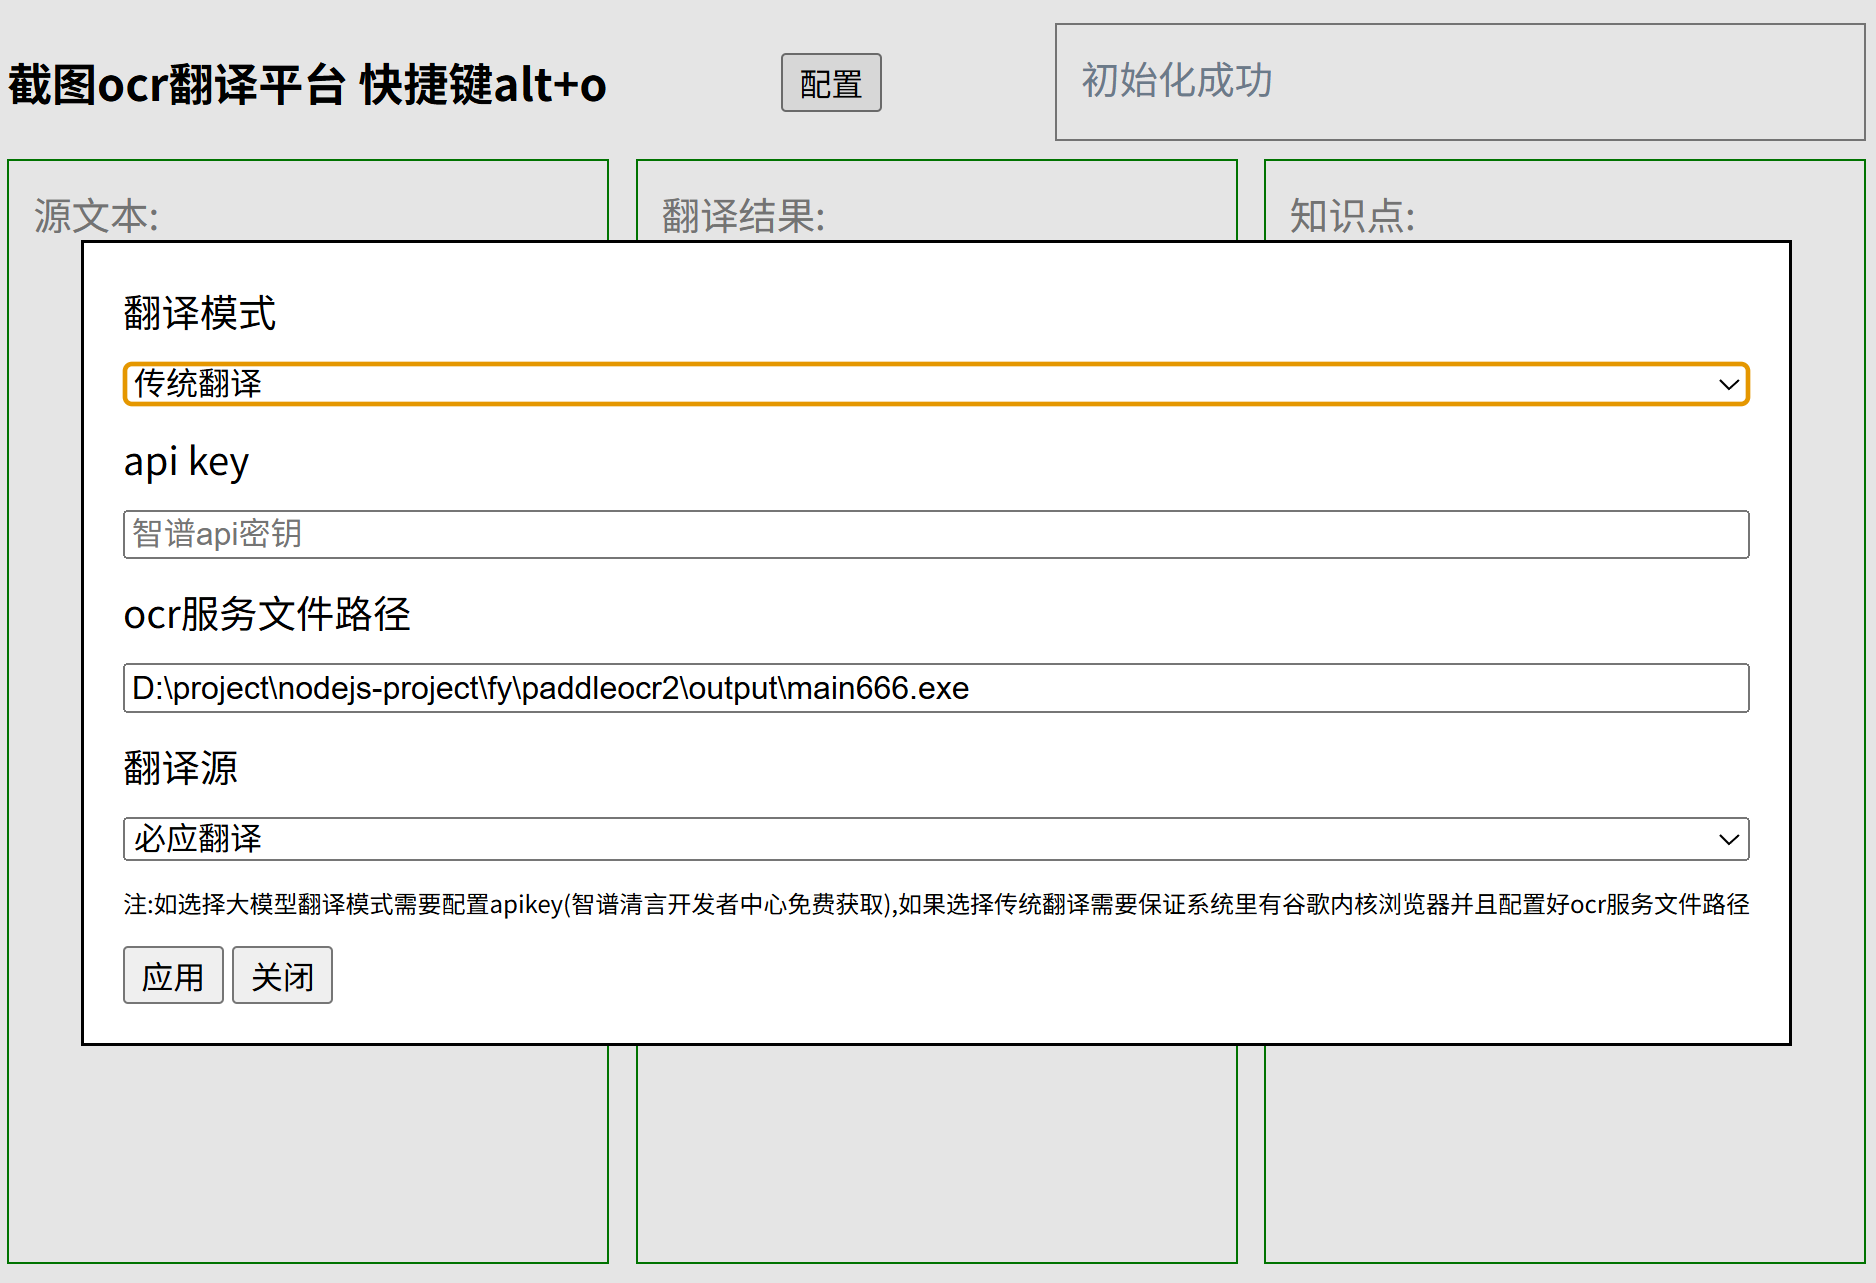 截图ocr翻译平台 快捷键alt+o
配置
初始化成功
源文本:
翻译结果:
知识点:
翻译模式
传统翻译
api key
智谱api密钥
ocr服务文件路径
D:\project\nodejs-project\fy\paddleocr2\output\main666.exe
翻译源
必应翻译
注:如选择大模型翻译模式需要配置apikey(智谱清言开发者中心免费获取),如果选择传统翻译需要保证系统里有谷歌内核浏览器并且配置好ocr服务文件路径
应用
关闭